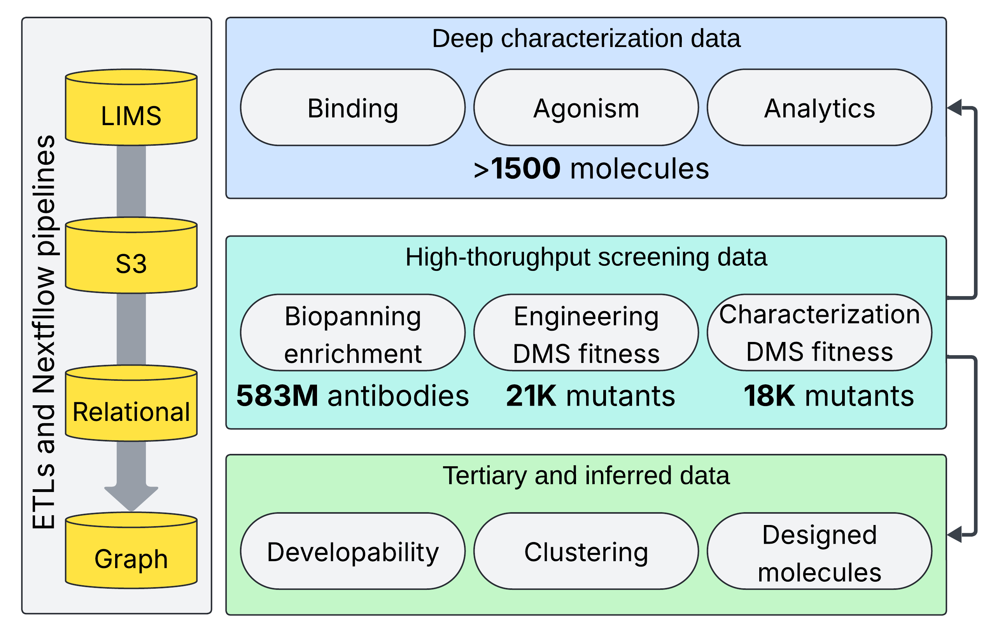 ETLs and Nextfllow pipelines
LIMS
S3
Relational
Graph
Deep characterization data
Binding
Agonism
Analytics
>1500 molecules
High-thorughput screening data
Biopanning
enrichment
Engineering
DMS fitness
Characterization
DMS fitness
583M antibodies
21K mutants
18K mutants
Tertiary and inferred data
Developability
Clustering
Designed
molecules